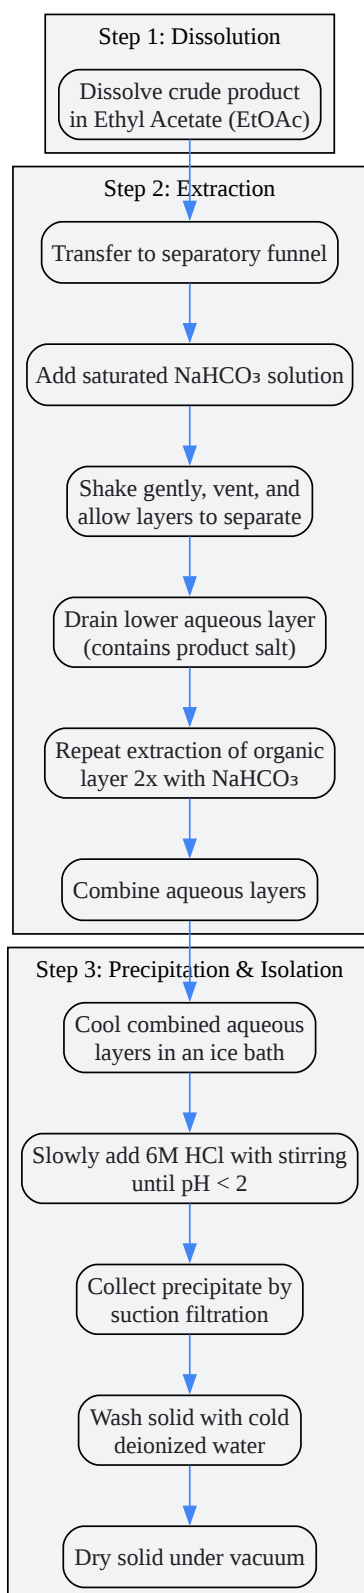 Step 1: Dissolution
Dissolve crude product
in Ethyl Acetate (EtOAc)
Step 2: Extraction
Transfer to separatory funnel
Add saturated NaHCO₃ solution
Shake gently, vent, and
allow layers to separate
Drain lower aqueous layer
(contains product salt)
Repeat extraction of organic
layer 2x with NaHCO₃
Combine aqueous layers
Step 3: Precipitation & Isolation
Cool combined aqueous
layers in an ice bath
Slowly add 6M HCl with stirring
until pH < 2
Collect precipitate by
suction filtration
Wash solid with cold
deionized water
Dry solid under vacuum